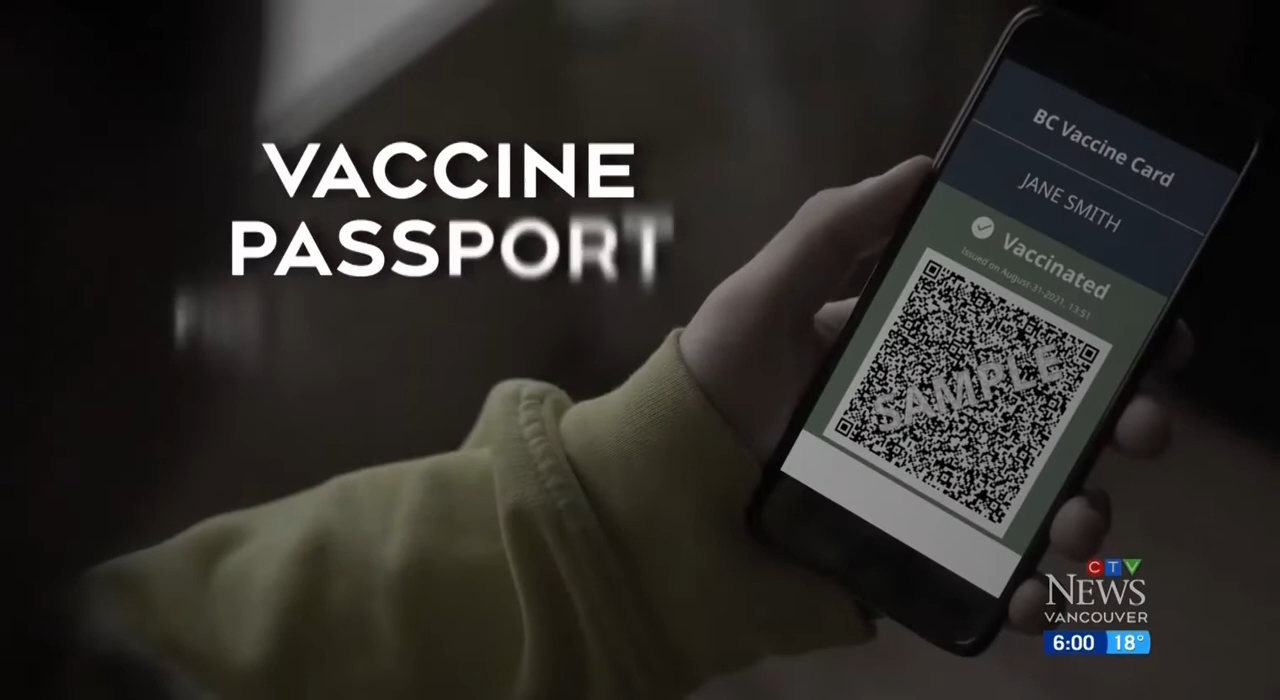 VACCINE
PASSPORT
BC Vaccine Card
JANE SMITH
Vaccinated
Issued on August-31-2021, 13:51
SAMPLE
CTV
NEWS
VANCOUVER
6:00 18°